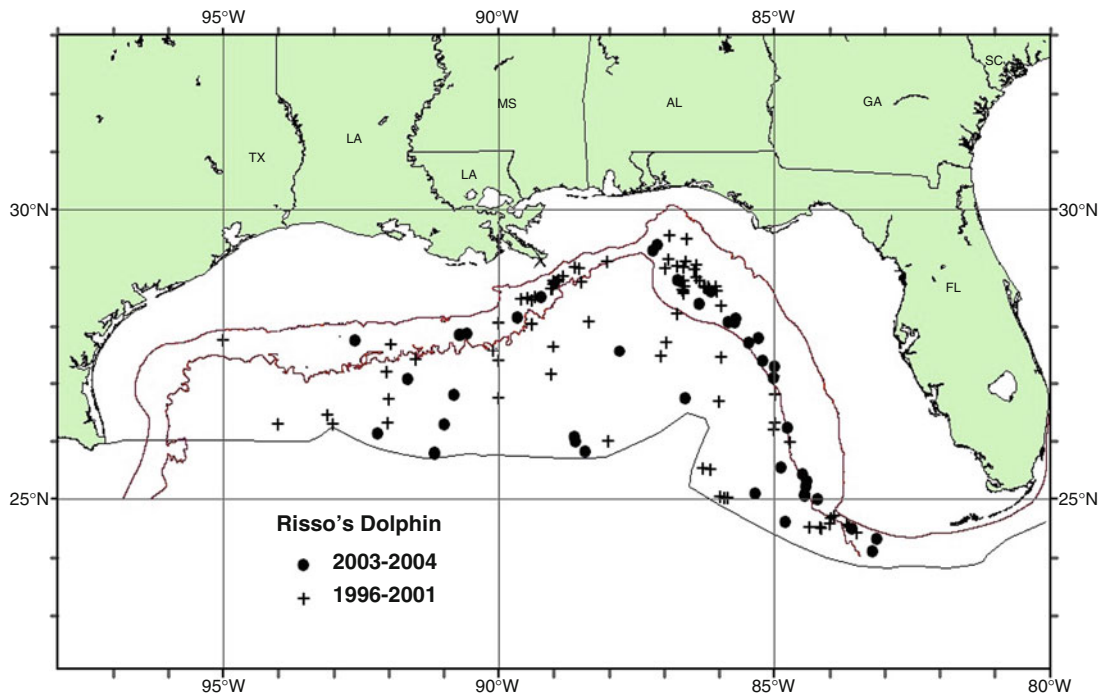 95°W 90°W 85°W
SC
MS AL GA
LA
TX
LA
30°N 30°N
FL
25°N 25°N
Risso's Dolphin
2003-2004
1996-2001
95°W 90°W 85°W 80°W